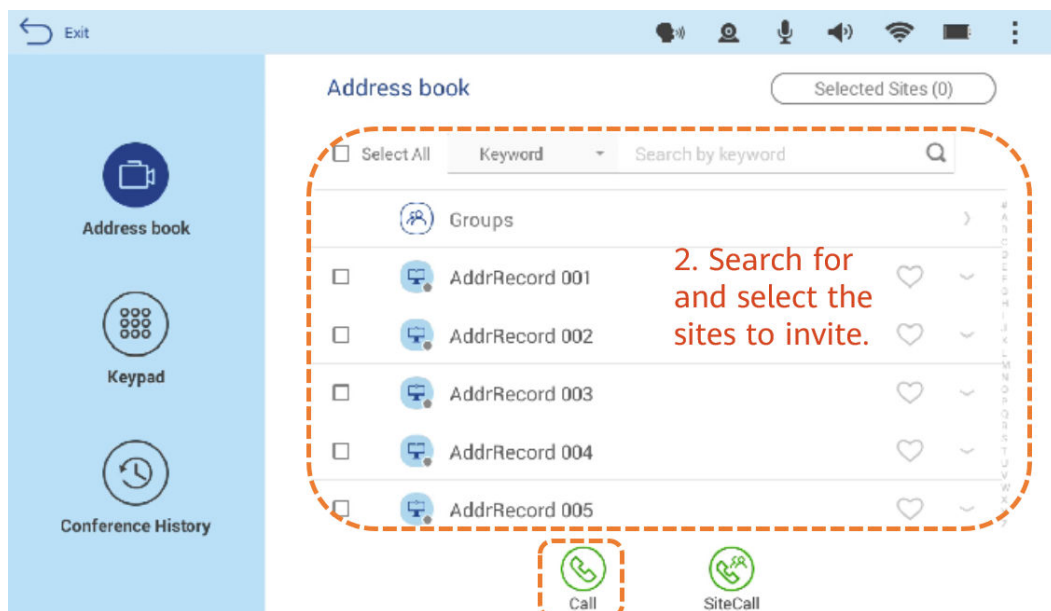 Exit
Address book
Selected Sites (0)
Select All
Keyword
Search by keyword
Address book
Groups
AddrRecord 001
AddrRecord 002
AddrRecord 003
AddrRecord 004
AddrRecord 005
2. Search for
and select the
sites to invite.
Keypad
Conference History
Call
SiteCall